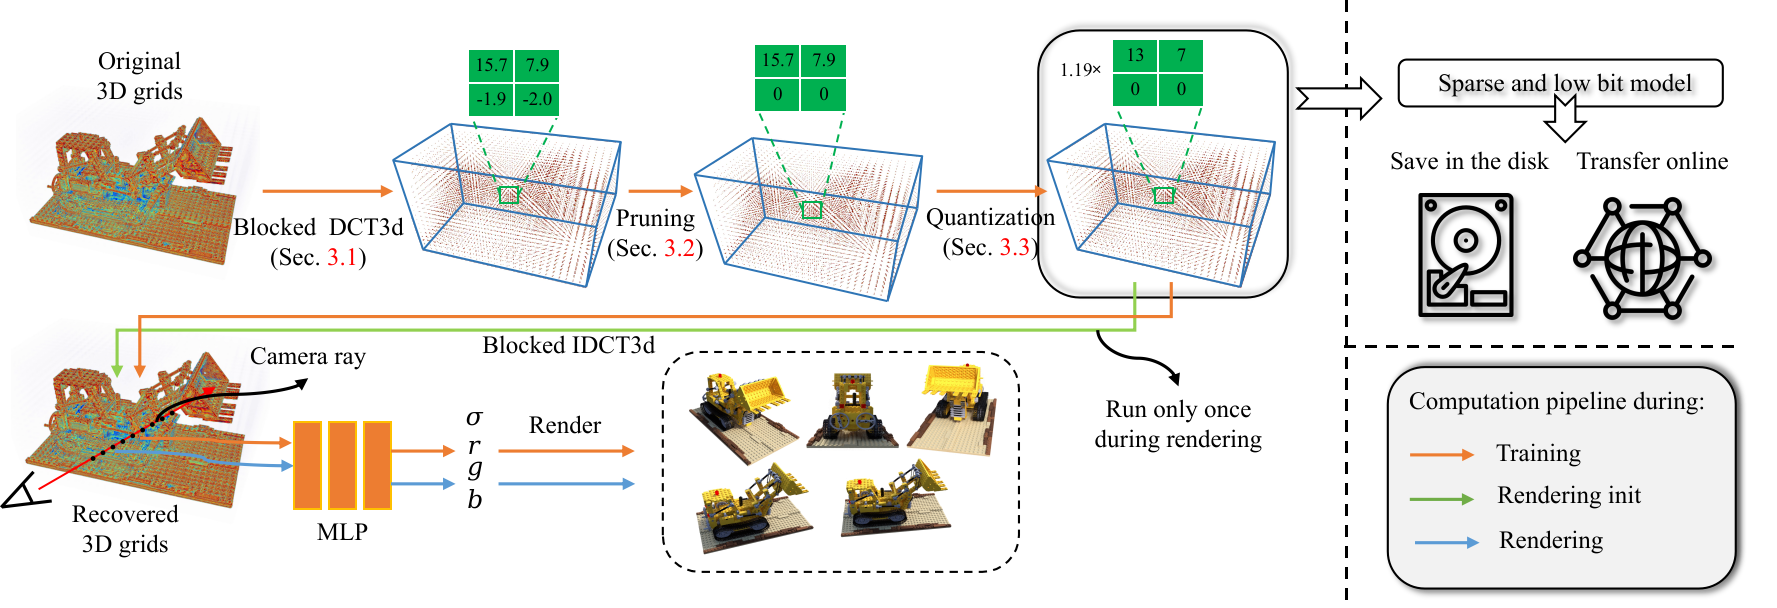 Original
3D grids
15.7 7.9
-1.9 -2.0
15.7 7.9
0 0
1.19×
13 7
0 0
Blocked DCT3d
(Sec. 3.1)
Pruning
(Sec. 3.2)
Quantization
(Sec. 3.3)
Sparse and low bit model
Save in the disk
Transfer online
Blocked IDCT3d
Camera ray
Run only once
during rendering
Recovered
3D grids
MLP
σ
r
g
b
Render
Computation pipeline during:
Training
Rendering init
Rendering